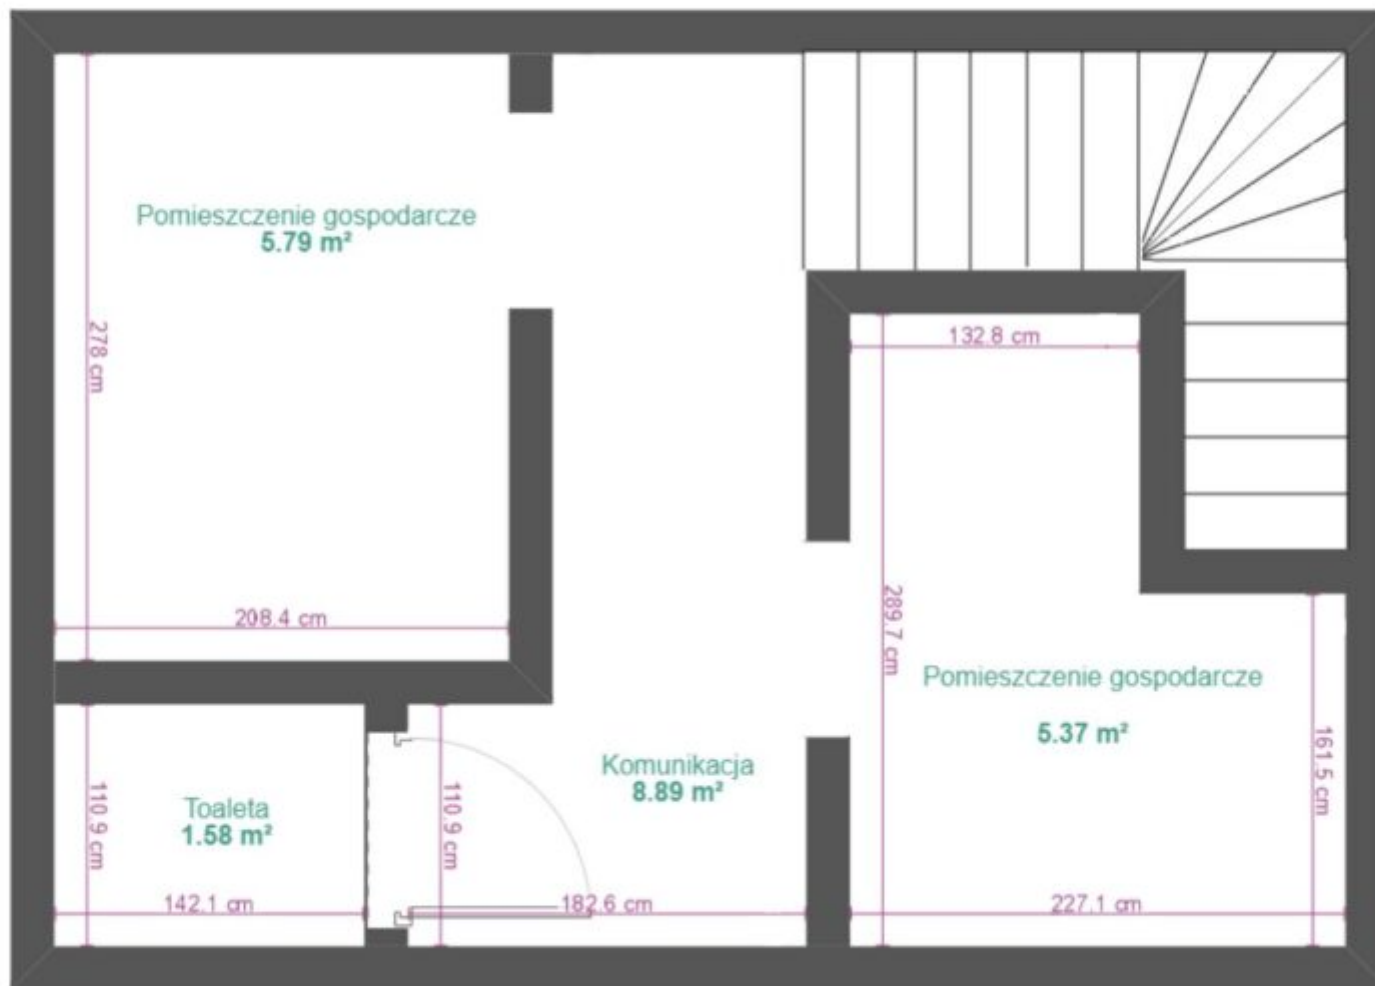 Pomieszczenie gospodarcze
5.79 m²
278 cm
132.8 cm
208.4 cm
289.7 cm
Pomieszczenie gospodarcze
5.37 m²
161.5 cm
Komunikacja
8.89 m²
Toaleta
1.58 m²
110.9 cm
110.9 cm
142.1 cm
182.6 cm
227.1 cm